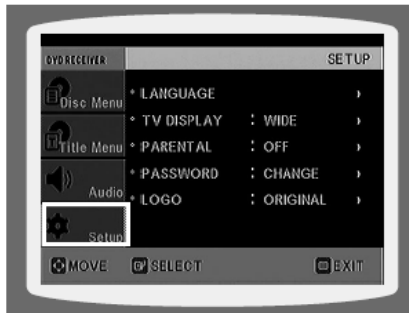 DVD RECEIVER SETUP
Disc Menu
Title Menu
Audio
Setup
LANGUAGE
TV DISPLAY : WIDE
PARENTAL : OFF
PASSWORD : CHANGE
LOGO : ORIGINAL
MOVE SELECT EXIT